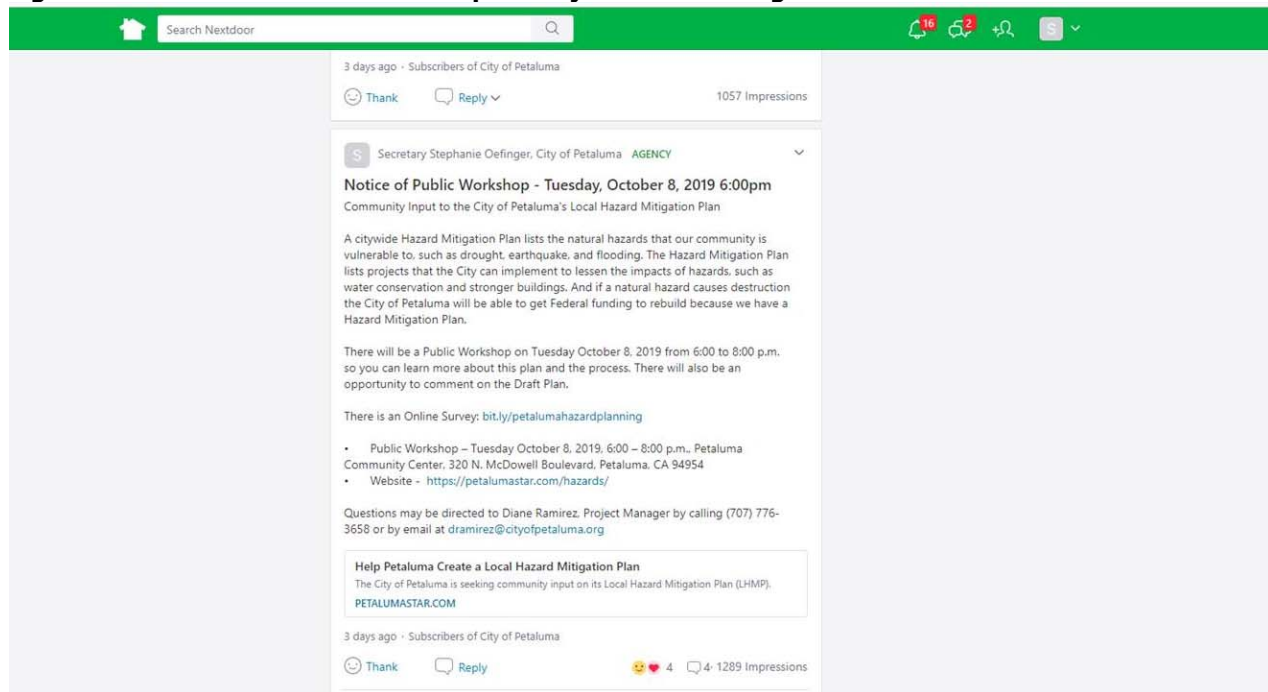 Search Nextdoor
16
2
S
3 days ago · Subscribers of City of Petaluma
Thank Reply 1057 Impressions
S Secretary Stephanie Oefinger, City of Petaluma AGENCY
Notice of Public Workshop - Tuesday, October 8, 2019 6:00pm
Community Input to the City of Petaluma's Local Hazard Mitigation Plan
A citywide Hazard Mitigation Plan lists the natural hazards that our community is
vulnerable to, such as drought, earthquake, and flooding. The Hazard Mitigation Plan
lists projects that the City can implement to lessen the impacts of hazards, such as
water conservation and stronger buildings. And if a natural hazard causes destruction
the City of Petaluma will be able to get Federal funding to rebuild because we have a
Hazard Mitigation Plan.
There will be a Public Workshop on Tuesday October 8, 2019 from 6:00 to 8:00 p.m.
so you can learn more about this plan and the process. There will also be an
opportunity to comment on the Draft Plan.
There is an Online Survey: bit.ly/petalumahazardplanning
• Public Workshop – Tuesday October 8, 2019, 6:00 – 8:00 p.m., Petaluma
Community Center, 320 N. McDowell Boulevard, Petaluma, CA 94954
• Website - https://petalumastar.com/hazards/
Questions may be directed to Diane Ramirez, Project Manager by calling (707) 776-
3658 or by email at dramirez@cityofpetaluma.org
Help Petaluma Create a Local Hazard Mitigation Plan
The City of Petaluma is seeking community input on its Local Hazard Mitigation Plan (LHMP).
PETALUMASTAR.COM
3 days ago · Subscribers of City of Petaluma
Thank Reply 4 4· 1289 Impressions